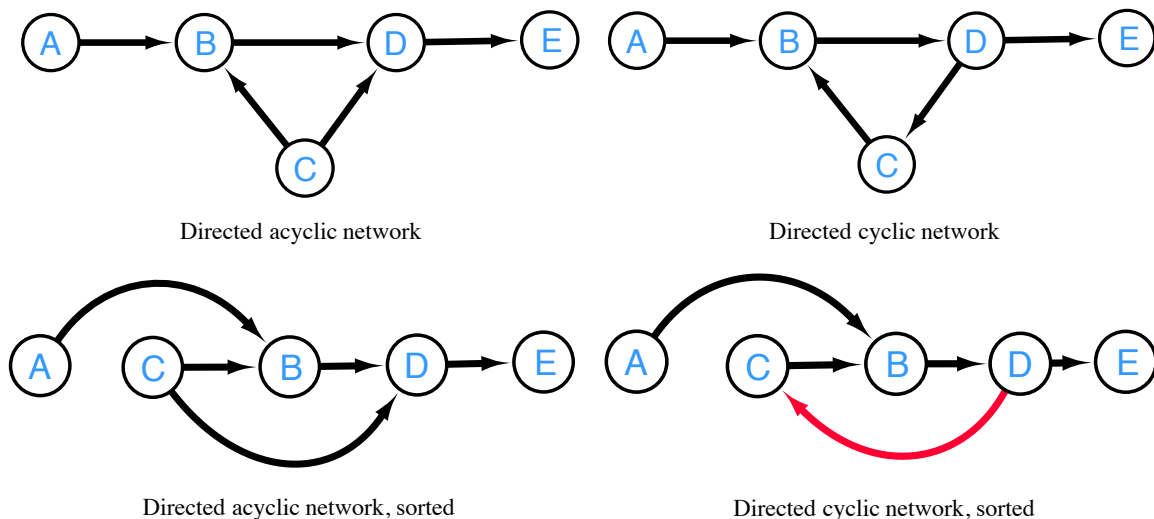 A B D E A B D E
C C
Directed acyclic network Directed cyclic network
A C B D E A C B D E
Directed acyclic network, sorted Directed cyclic network, sorted